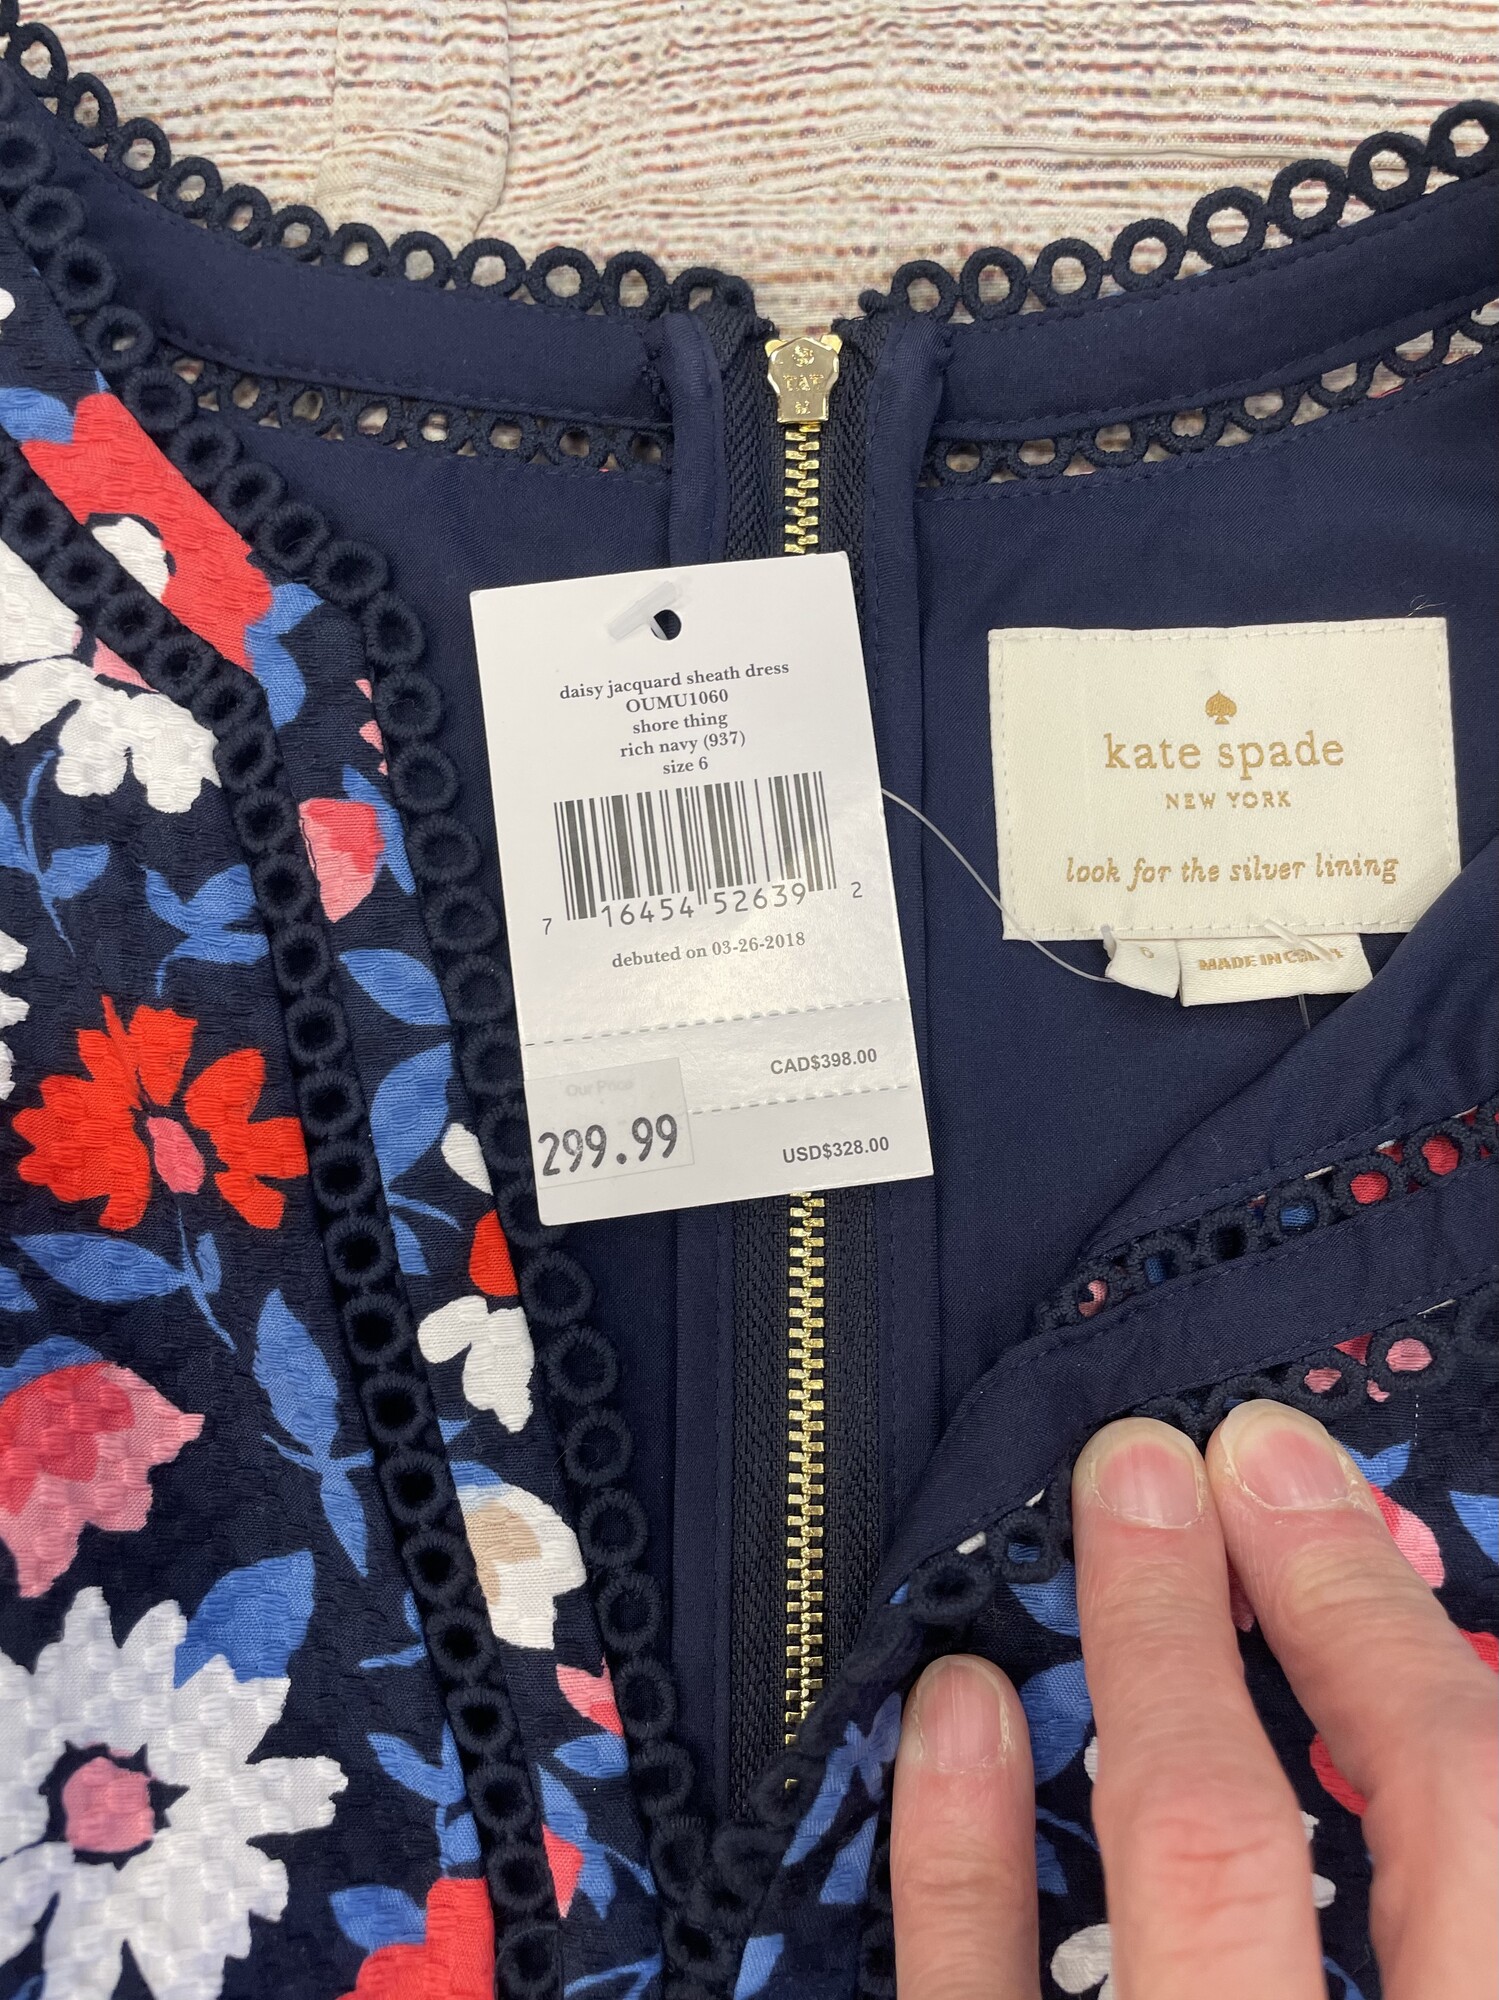 daisy jacquard sheath dress
OUMU1060
shore thing
rich navy (937)
size 6
7 16454 52639 2
debuted on 03-26-2018
CAD$398.00
Our Price
299.99
USD$328.00
kate spade
NEW YORK
look for the silver lining
6
MADE IN